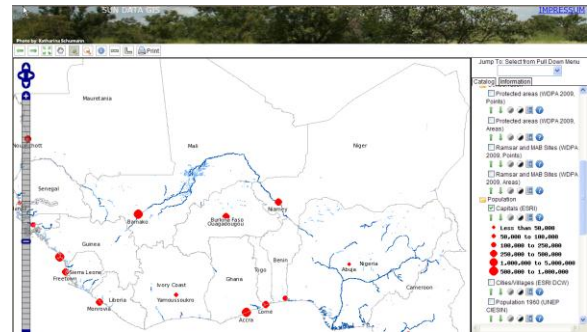 SUN DATA GIS
IMPRESSUM
Photo by: Katharina Schumann
Print
Jump To: Select from Pull Down Menu
Catalog Information
Protected areas (WDPA 2009,
Points)
Protected areas (WDPA 2009,
Areas)
Ramsar and MAB Sites (WDPA
2009, Points)
Ramsar and MAB Sites (WDPA
2009, Areas)
Population
Capitals (ESRI)
Less than 50,000
50,000 to 100,000
100,000 to 250,000
250,000 to 500,000
1,000,000 to 5,000,000
500,000 to 1,000,000
Cities/Villages (ESRI DCW)
Population 1950 (UNEP
CIESIN)
Mauretania
Mali
Niger
Senegal
Niamey
Bamako
Burkina Faso
Ouagadougou
Guinea
Benin
Nigeria
Abuja
Togo
Ghana
Ivory Coast
Yamoussoukro
Sierra Leone
Freetown
Liberia
Monrovia
Lome
Accra
Cameroon